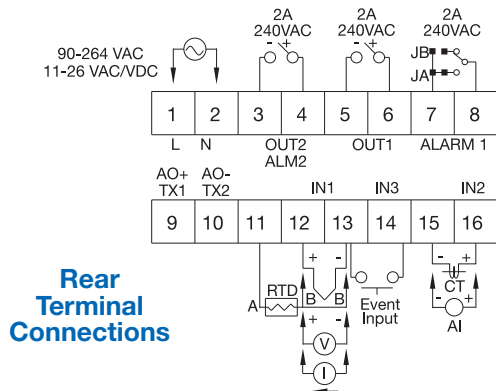 2A 2A 2A
240VAC 240VAC 240VAC
90-264 VAC
11-26 VAC/VDC
- + - + JB
JA
1 2 3 4 5 6 7 8
L N OUT2 OUT1 ALARM 1
ALM2
AO+ AO-
TX1 TX2 IN1 IN3 IN2
9 10 11 12 13 14 15 16
+ - - +
CT
RTD
A B B Event
Input
+ - AI
V
I
Rear
Terminal
Connections